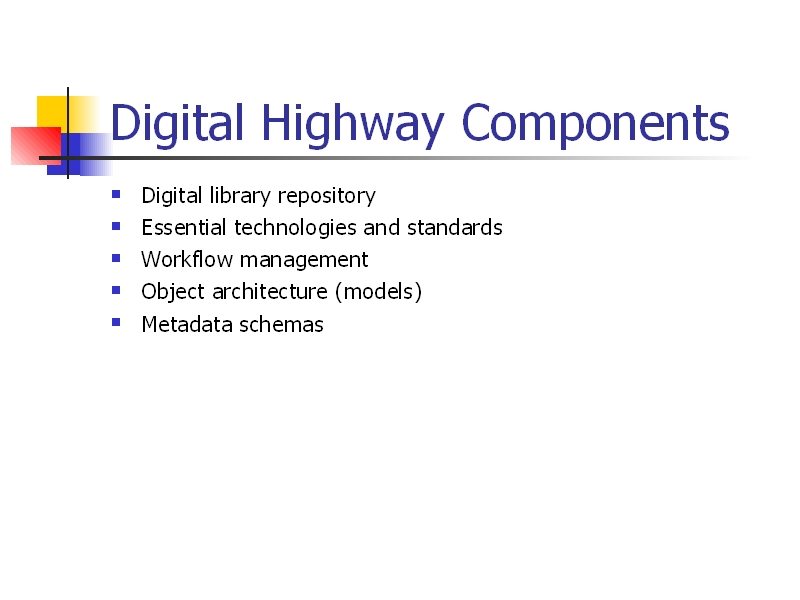 Digital Highway Components
Digital library repository
Essential technologies and standards
Workflow management
Object architecture (models)
Metadata schemas